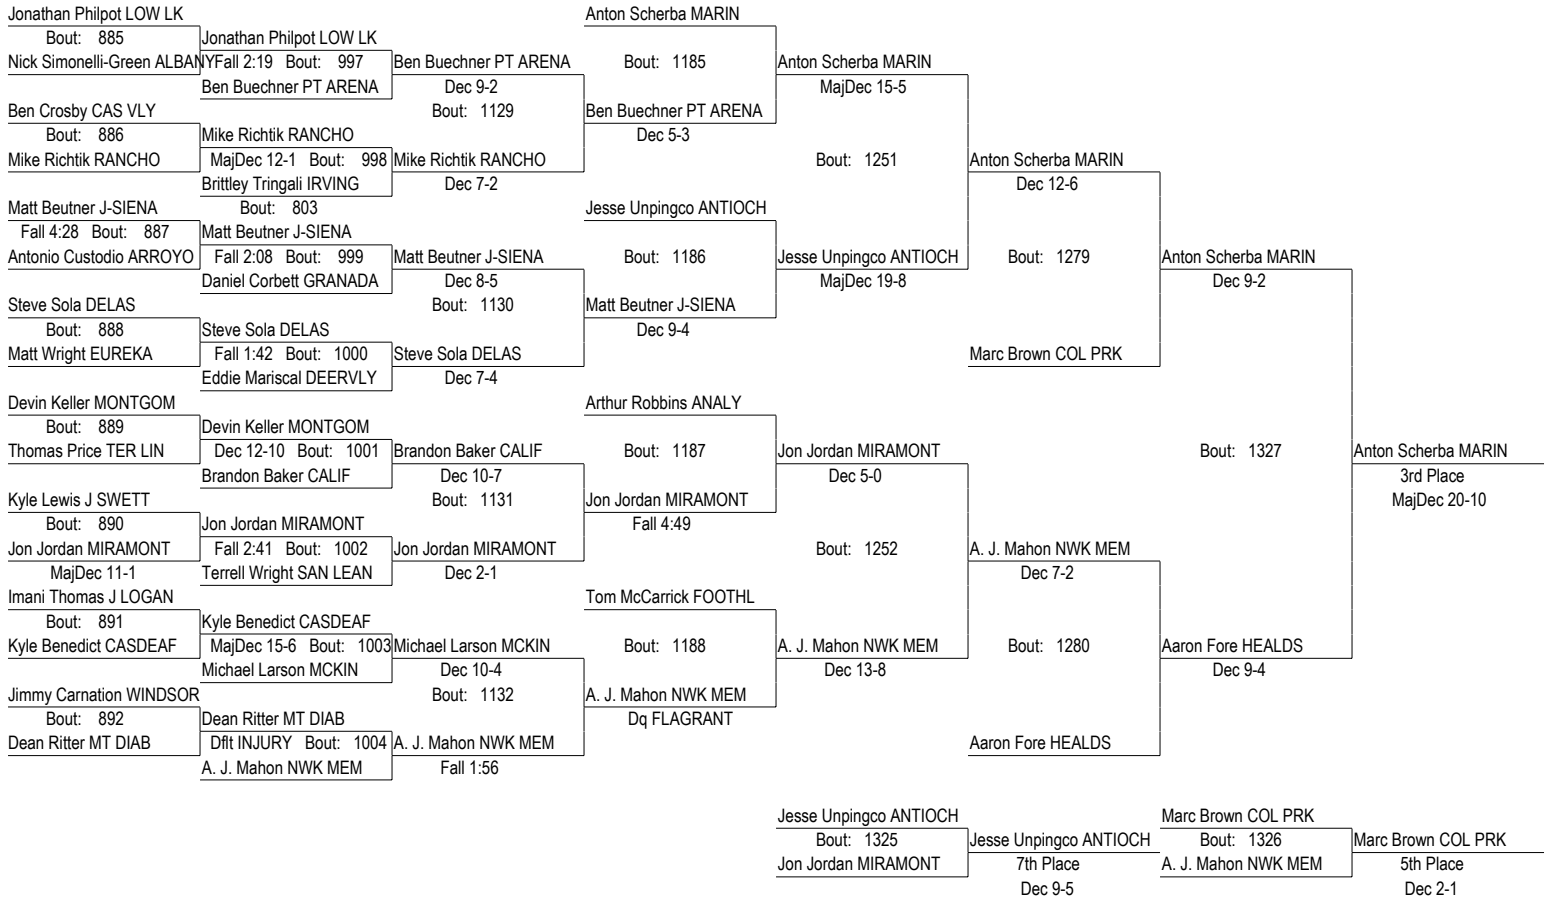 Jonathan Philpot LOW LK
Bout: 885
Nick Simonelli-Green ALBANY
Ben Crosby CAS VLY
Bout: 886
Mike Richtik RANCHO
Matt Beutner J-SIENA
Fall 4:28 Bout: 887
Antonio Custodio ARROYO
Steve Sola DELAS
Bout: 888
Matt Wright EUREKA
Devin Keller MONTGOM
Bout: 889
Thomas Price TER LIN
Kyle Lewis J SWETT
Bout: 890
Jon Jordan MIRAMONT
MajDec 11-1
Imani Thomas J LOGAN
Bout: 891
Kyle Benedict CASDEAF
Jimmy Carnation WINDSOR
Bout: 892
Dean Ritter MT DIAB
Jonathan Philpot LOW LK
Fall 2:19 Bout: 997
Ben Buechner PT ARENA
Mike Richtik RANCHO
MajDec 12-1 Bout: 998
Brittley Tringali IRVING
Bout: 803
Matt Beutner J-SIENA
Fall 2:08 Bout: 999
Daniel Corbett GRANADA
Steve Sola DELAS
Fall 1:42 Bout: 1000
Eddie Mariscal DEERVLY
Devin Keller MONTGOM
Dec 12-10 Bout: 1001
Brandon Baker CALIF
Jon Jordan MIRAMONT
Fall 2:41 Bout: 1002
Terrell Wright SAN LEAN
Kyle Benedict CASDEAF
MajDec 15-6 Bout: 1003
Michael Larson MCKIN
Dean Ritter MT DIAB
Dflt INJURY Bout: 1004
A. J. Mahon NWK MEM
Ben Buechner PT ARENA
Dec 9-2
Bout: 1129
Mike Richtik RANCHO
Dec 7-2
Matt Beutner J-SIENA
Dec 8-5
Bout: 1130
Steve Sola DELAS
Dec 7-4
Brandon Baker CALIF
Dec 10-7
Bout: 1131
Jon Jordan MIRAMONT
Dec 2-1
Michael Larson MCKIN
Dec 10-4
Bout: 1132
A. J. Mahon NWK MEM
Fall 1:56
Anton Scherba MARIN
Bout: 1185
Ben Buechner PT ARENA
Dec 5-3
Jesse Unpingco ANTIOCH
Bout: 1186
Matt Beutner J-SIENA
Dec 9-4
Arthur Robbins ANALY
Bout: 1187
Jon Jordan MIRAMONT
Fall 4:49
Tom McCarrick FOOTHL
Bout: 1188
A. J. Mahon NWK MEM
Dq FLAGRANT
Anton Scherba MARIN
MajDec 15-5
Bout: 1251
Jesse Unpingco ANTIOCH
MajDec 19-8
Jon Jordan MIRAMONT
Dec 5-0
Bout: 1252
A. J. Mahon NWK MEM
Dec 13-8
Anton Scherba MARIN
Dec 12-6
Bout: 1279
Marc Brown COL PRK
A. J. Mahon NWK MEM
Dec 7-2
Bout: 1280
Aaron Fore HEALDS
Anton Scherba MARIN
Dec 9-2
Bout: 1327
Aaron Fore HEALDS
Dec 9-4
Anton Scherba MARIN
3rd Place
MajDec 20-10
Jesse Unpingco ANTIOCH
Bout: 1325
Jon Jordan MIRAMONT
Jesse Unpingco ANTIOCH
7th Place
Dec 9-5
Marc Brown COL PRK
Bout: 1326
A. J. Mahon NWK MEM
Marc Brown COL PRK
5th Place
Dec 2-1